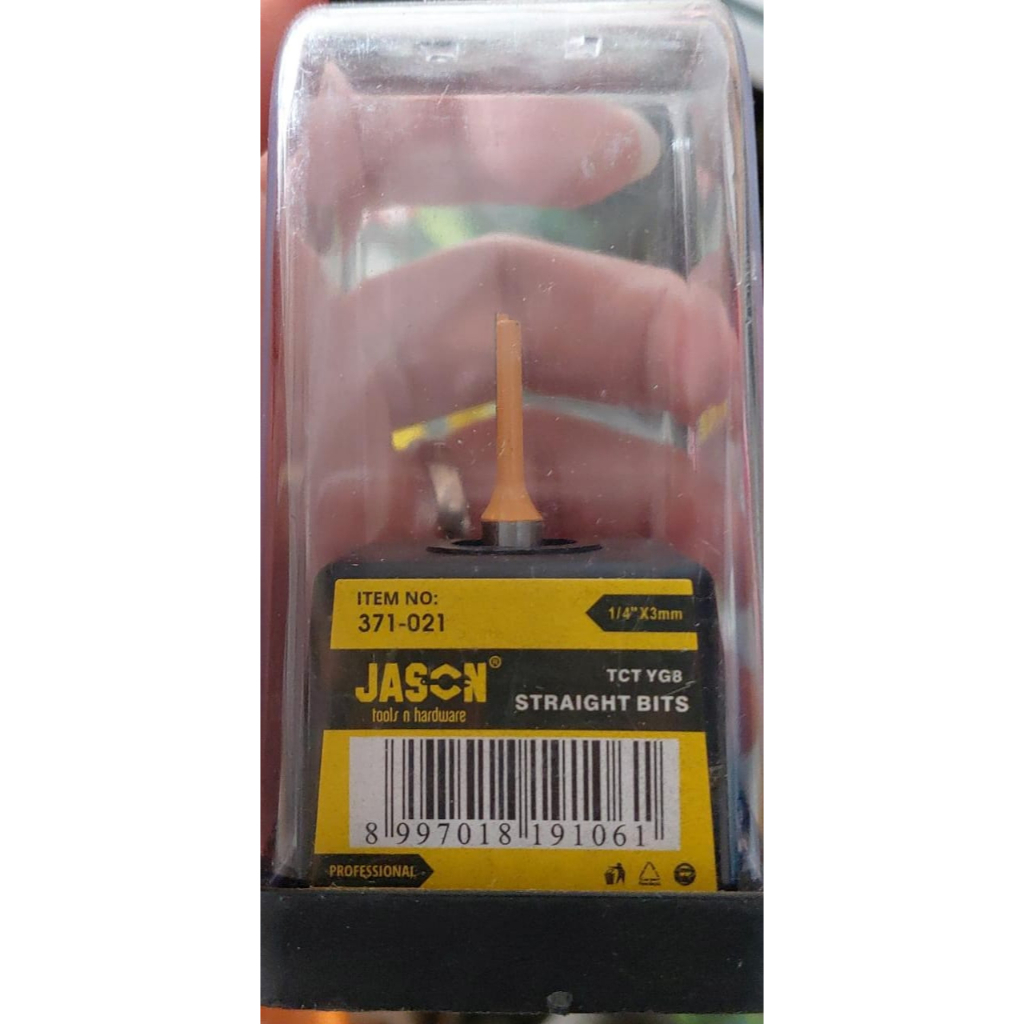 ITEM NO:
371-021
1/4"X3mm
JASON®
tools n hardware
TCT YG8
STRAIGHT BITS
8 997018 191061
PROFESSIONAL